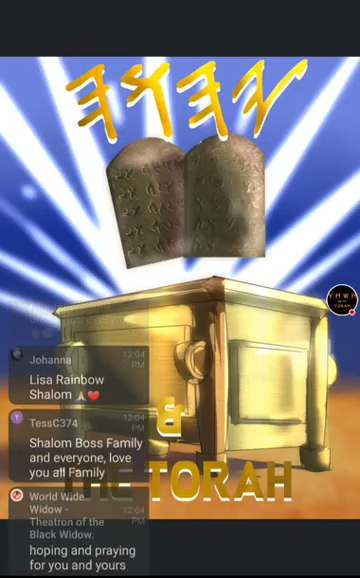 𐤉𐤄𐤅𐤄
YHWH
TORAH
Johanna
12:04
PM
Lisa Rainbow
Shalom 🙏❤️
&
T
TessC374
12:04
PM
Shalom Boss Family
and everyone, love
you all Family
THE TORAH
World Wide
Widow -
Theatron of the
Black Widow.
12:04
PM
hoping and praying
for you and yours